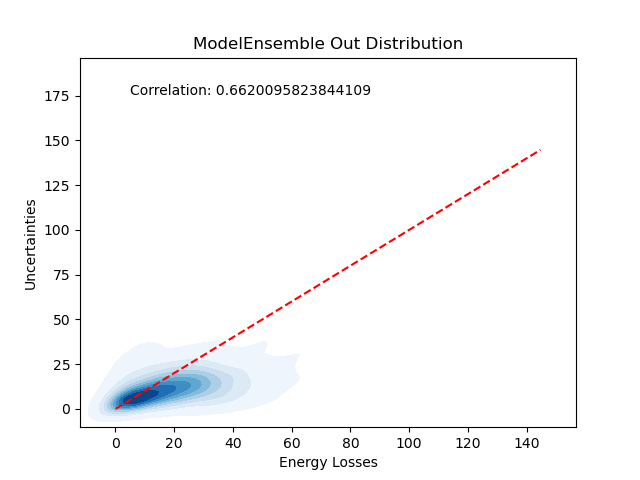 ModelEnsemble Out Distribution
Correlation: 0.6620095823844109
Uncertainties
175
150
125
100
75
50
25
0
0 20 40 60 80 100 120 140
Energy Losses